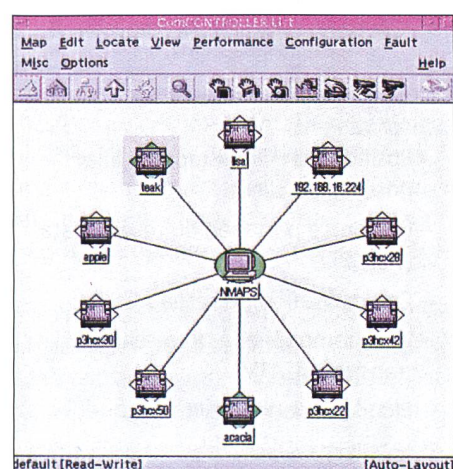 ComCONTROLLER
Map Edit Locate View Performance Configuration Fault
Misc Options Help
lisa
teak
192.168.16.224
apple
p3hcx28
NMAPS
p3hcx30
p3hcx42
p3hcx50
p3hcx22
acacia
default [Read-Write] [Auto-Layout]